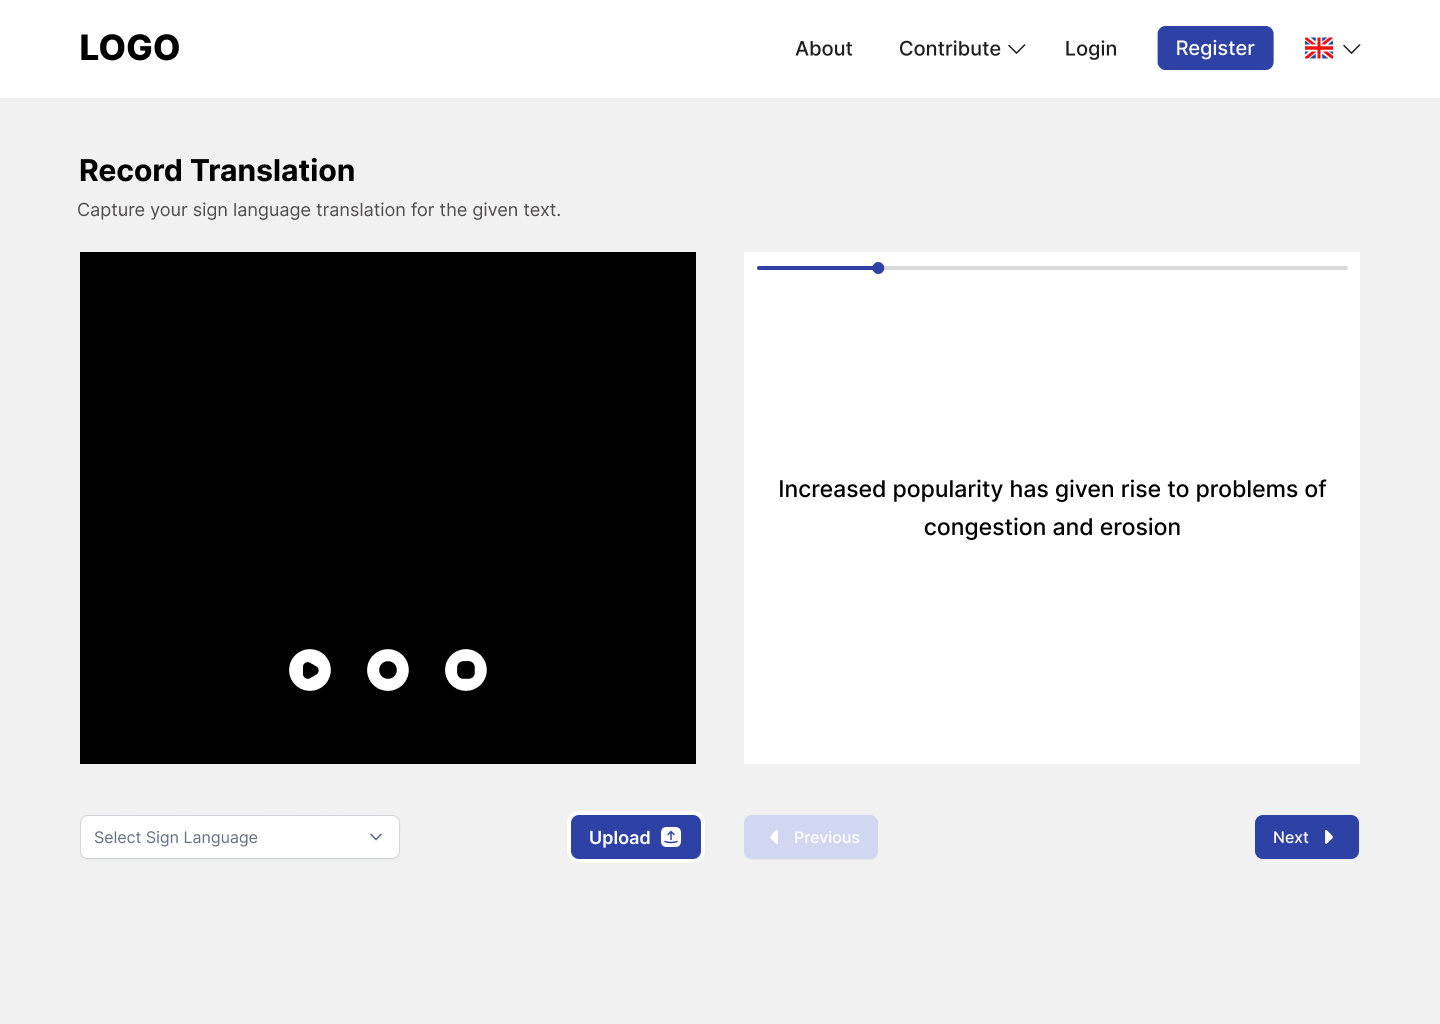 LOGO
About
Contribute
Login
Register
Record Translation
Capture your sign language translation for the given text.
Increased popularity has given rise to problems of
congestion and erosion
Select Sign Language
Upload
Previous
Next